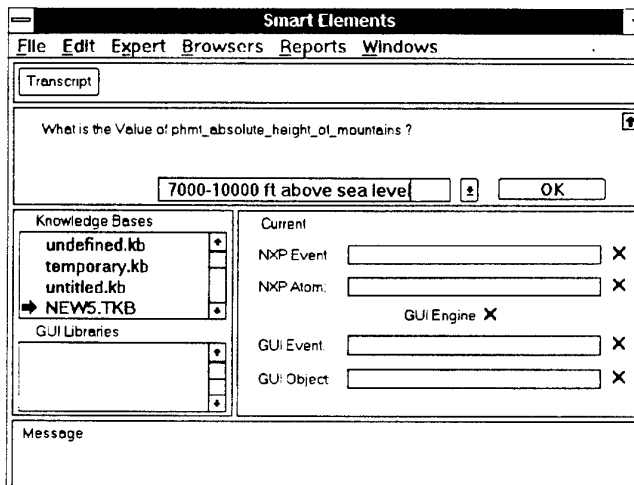 Smart Elements
File Edit Expert Browsers Reports Windows
Transcript
What is the Value of phmt_absolute_height_of_mountains ?
7000-10000 ft above sea level OK
Knowledge Bases
undefined.kb
temporary.kb
untitled.kb
NEW5.TKB
GUI Libraries
Current
NXP Event
NXP Atom:
GUI Engine
GUI Event
GUI Object
Message